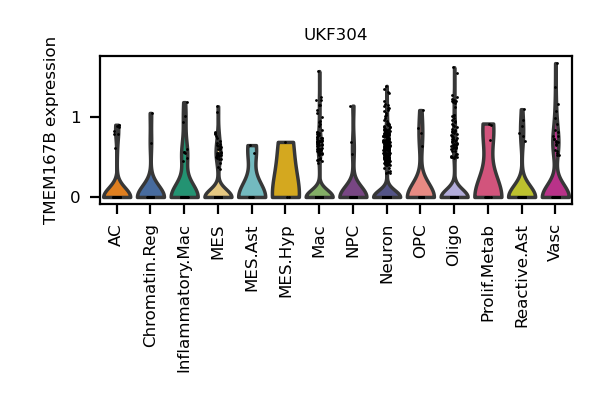 UKF304
TMEM167B expression
1
0
AC
Chromatin.Reg
Inflammatory.Mac
MES
MES.Ast
MES.Hyp
Mac
NPC
Neuron
OPC
Oligo
Prolif.Metab
Reactive.Ast
Vasc